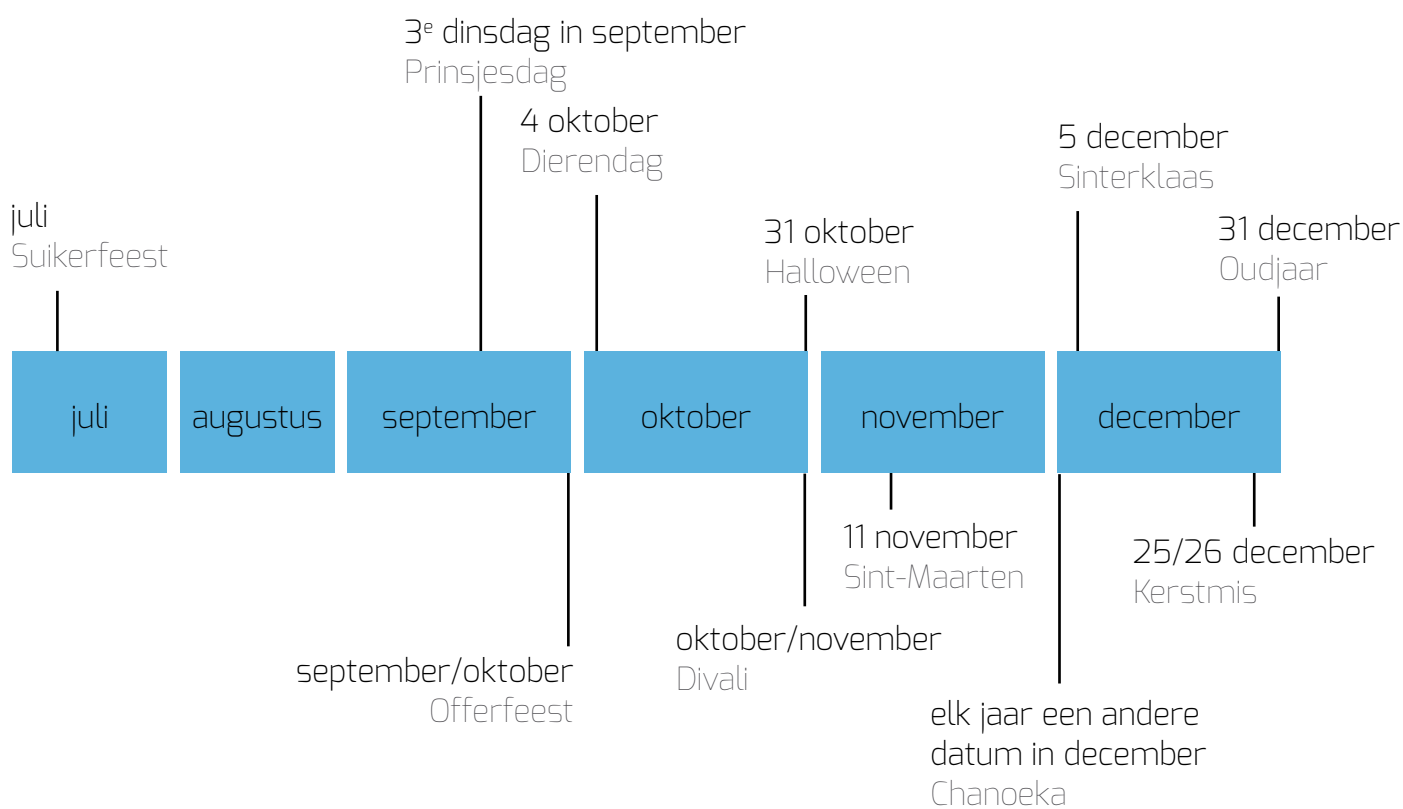 3e dinsdag in september
Prinsjesdag
4 oktober
Dierendag
5 december
Sinterklaas
juli
Suikerfeest
31 oktober
Halloween
31 december
Oudjaar
juli
augustus
september
oktober
november
december
11 november
Sint-Maarten
25/26 december
Kerstmis
september/oktober
Offerfeest
oktober/november
Divali
elk jaar een andere
datum in december
Chanoeka